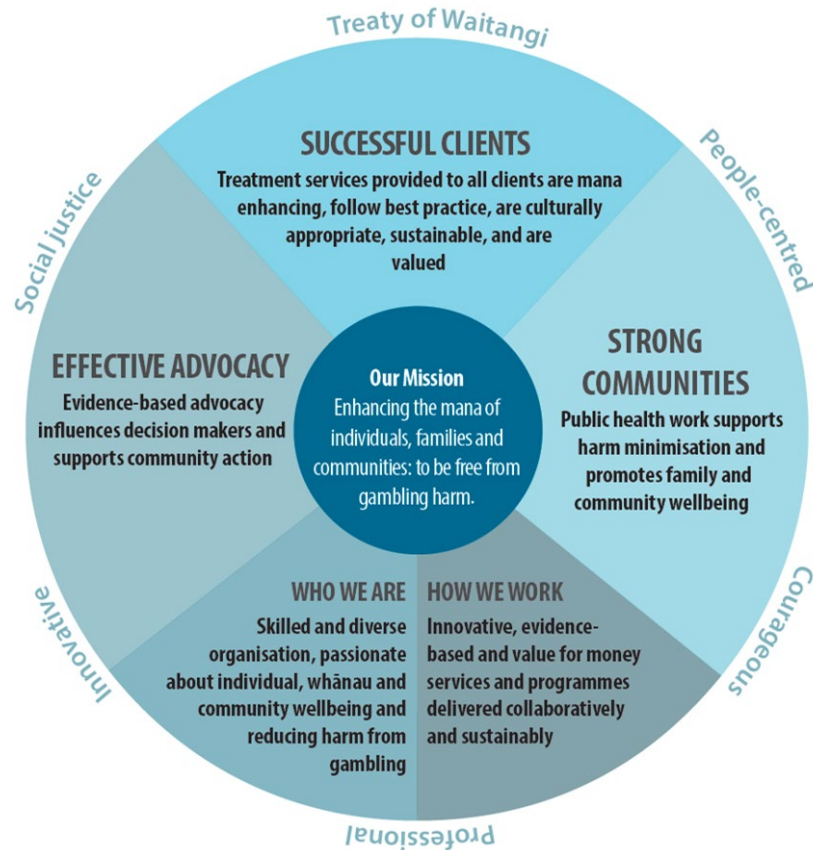 Treaty of Waitangi
Social justice
People-centred
SUCCESSFUL CLIENTS
Treatment services provided to all clients are mana
enhancing, follow best practice, are culturally
appropriate, sustainable, and are
valued
EFFECTIVE ADVOCACY
Evidence-based advocacy
influences decision makers and
supports community action
Our Mission
Enhancing the mana of
individuals, families and
communities: to be free from
gambling harm.
STRONG
COMMUNITIES
Public health work supports
harm minimisation and
promotes family and
community wellbeing
WHO WE ARE
Skilled and diverse
organisation, passionate
about individual, whānau and
community wellbeing and
reducing harm from
gambling
HOW WE WORK
Innovative, evidence-
based and value for money
services and programmes
delivered collaboratively
and sustainably
Innovative
Courageous
Professional